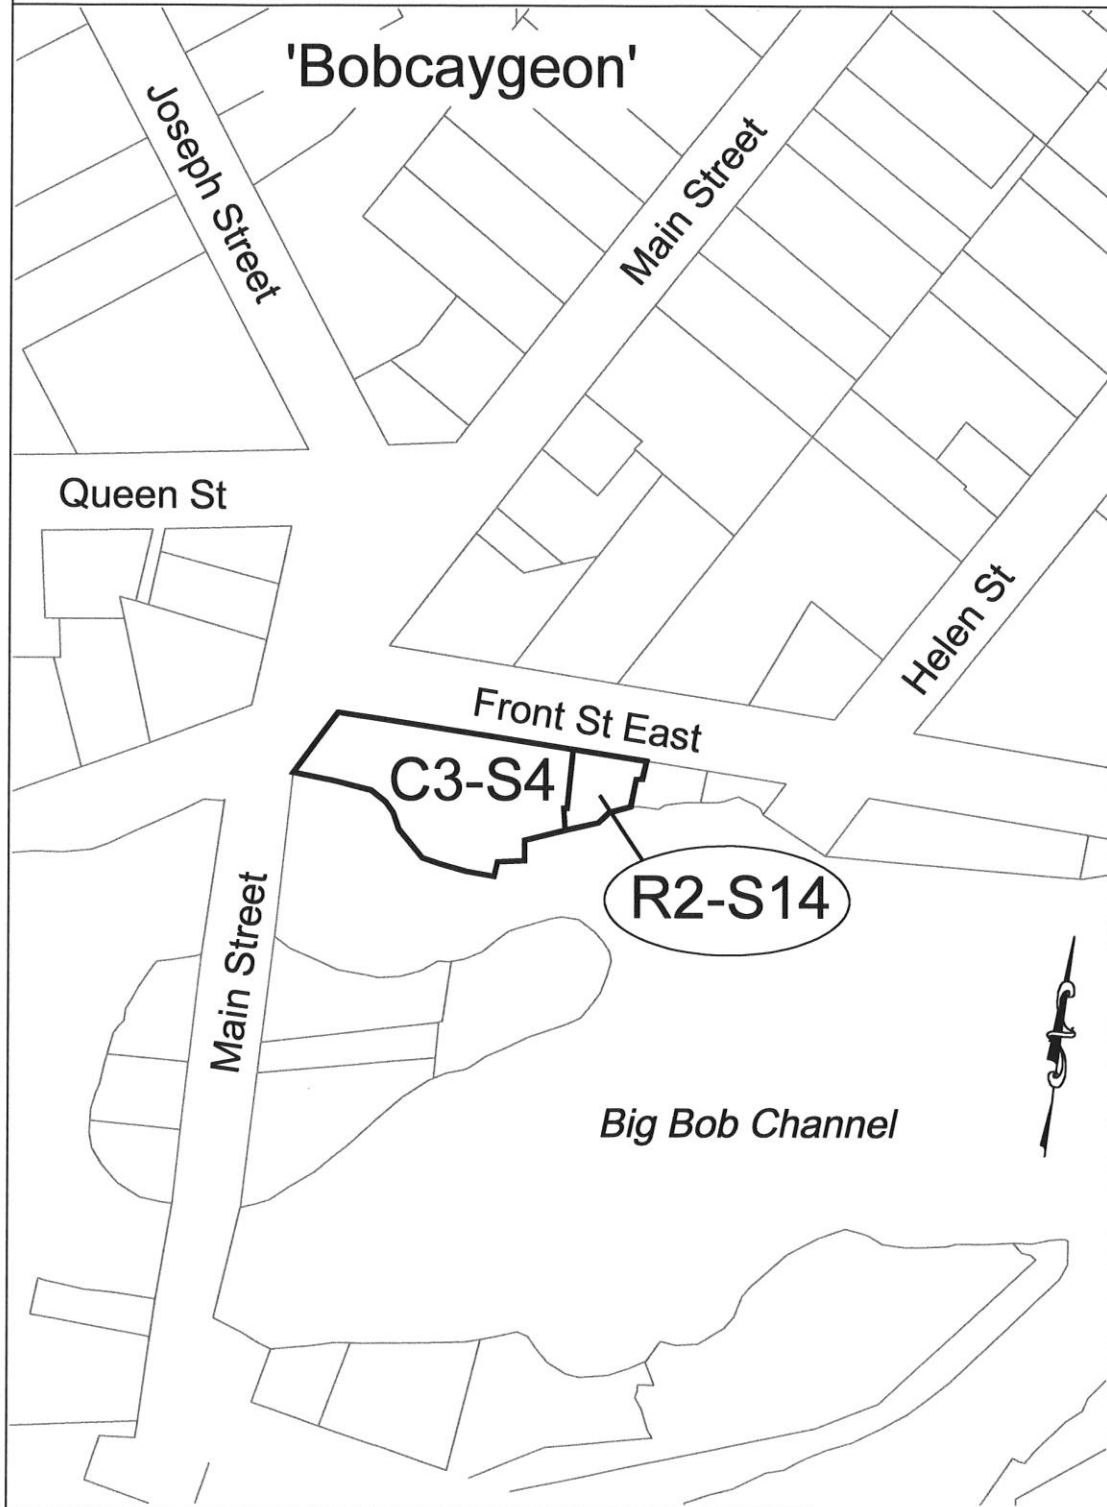 'Bobcaygeon'
Joseph Street
Main Street
Queen St
Helen St
Front St East
C3-S4
R2-S14
Main Street
Big Bob Channel